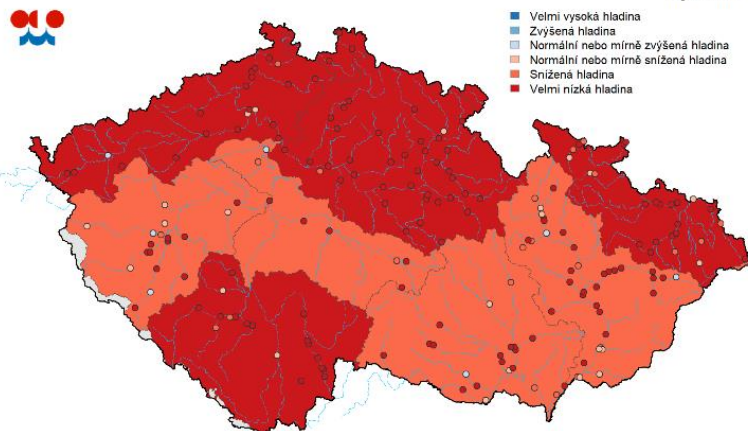 Velmi vysoká hladina
Zvýšená hladina
Normální nebo mírně zvýšená hladina
Normální nebo mírně snížená hladina
Snížená hladina
Velmi nízká hladina